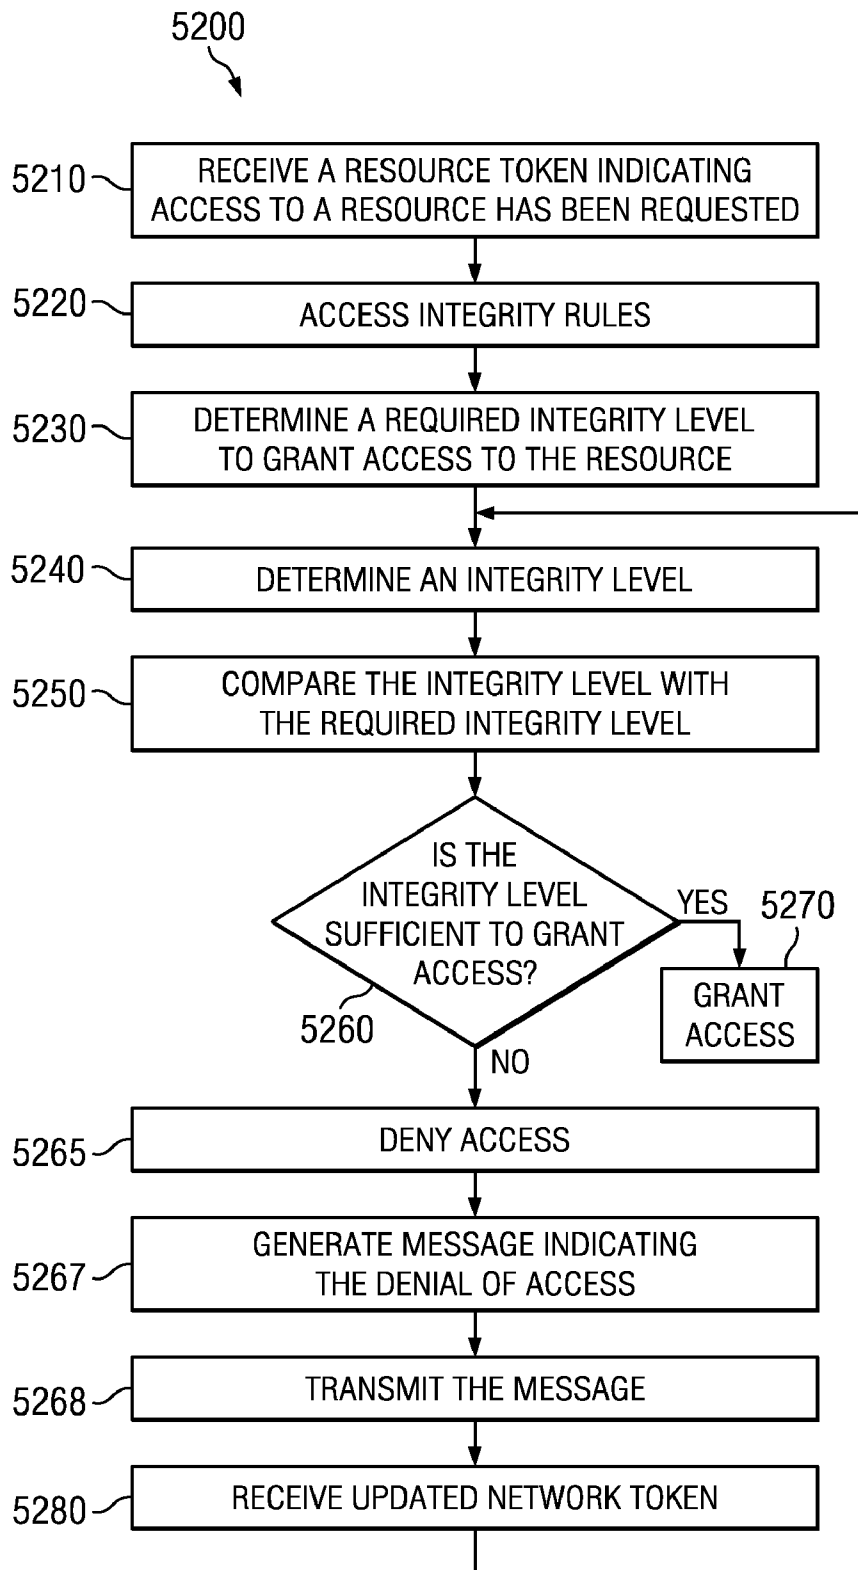 5200
5210
RECEIVE A RESOURCE TOKEN INDICATING
ACCESS TO A RESOURCE HAS BEEN REQUESTED
5220
ACCESS INTEGRITY RULES
5230
DETERMINE A REQUIRED INTEGRITY LEVEL
TO GRANT ACCESS TO THE RESOURCE
5240
DETERMINE AN INTEGRITY LEVEL
5250
COMPARE THE INTEGRITY LEVEL WITH
THE REQUIRED INTEGRITY LEVEL
IS THE
INTEGRITY LEVEL
SUFFICIENT TO GRANT
ACCESS?
5260
YES
5270
GRANT
ACCESS
NO
5265
DENY ACCESS
5267
GENERATE MESSAGE INDICATING
THE DENIAL OF ACCESS
5268
TRANSMIT THE MESSAGE
5280
RECEIVE UPDATED NETWORK TOKEN